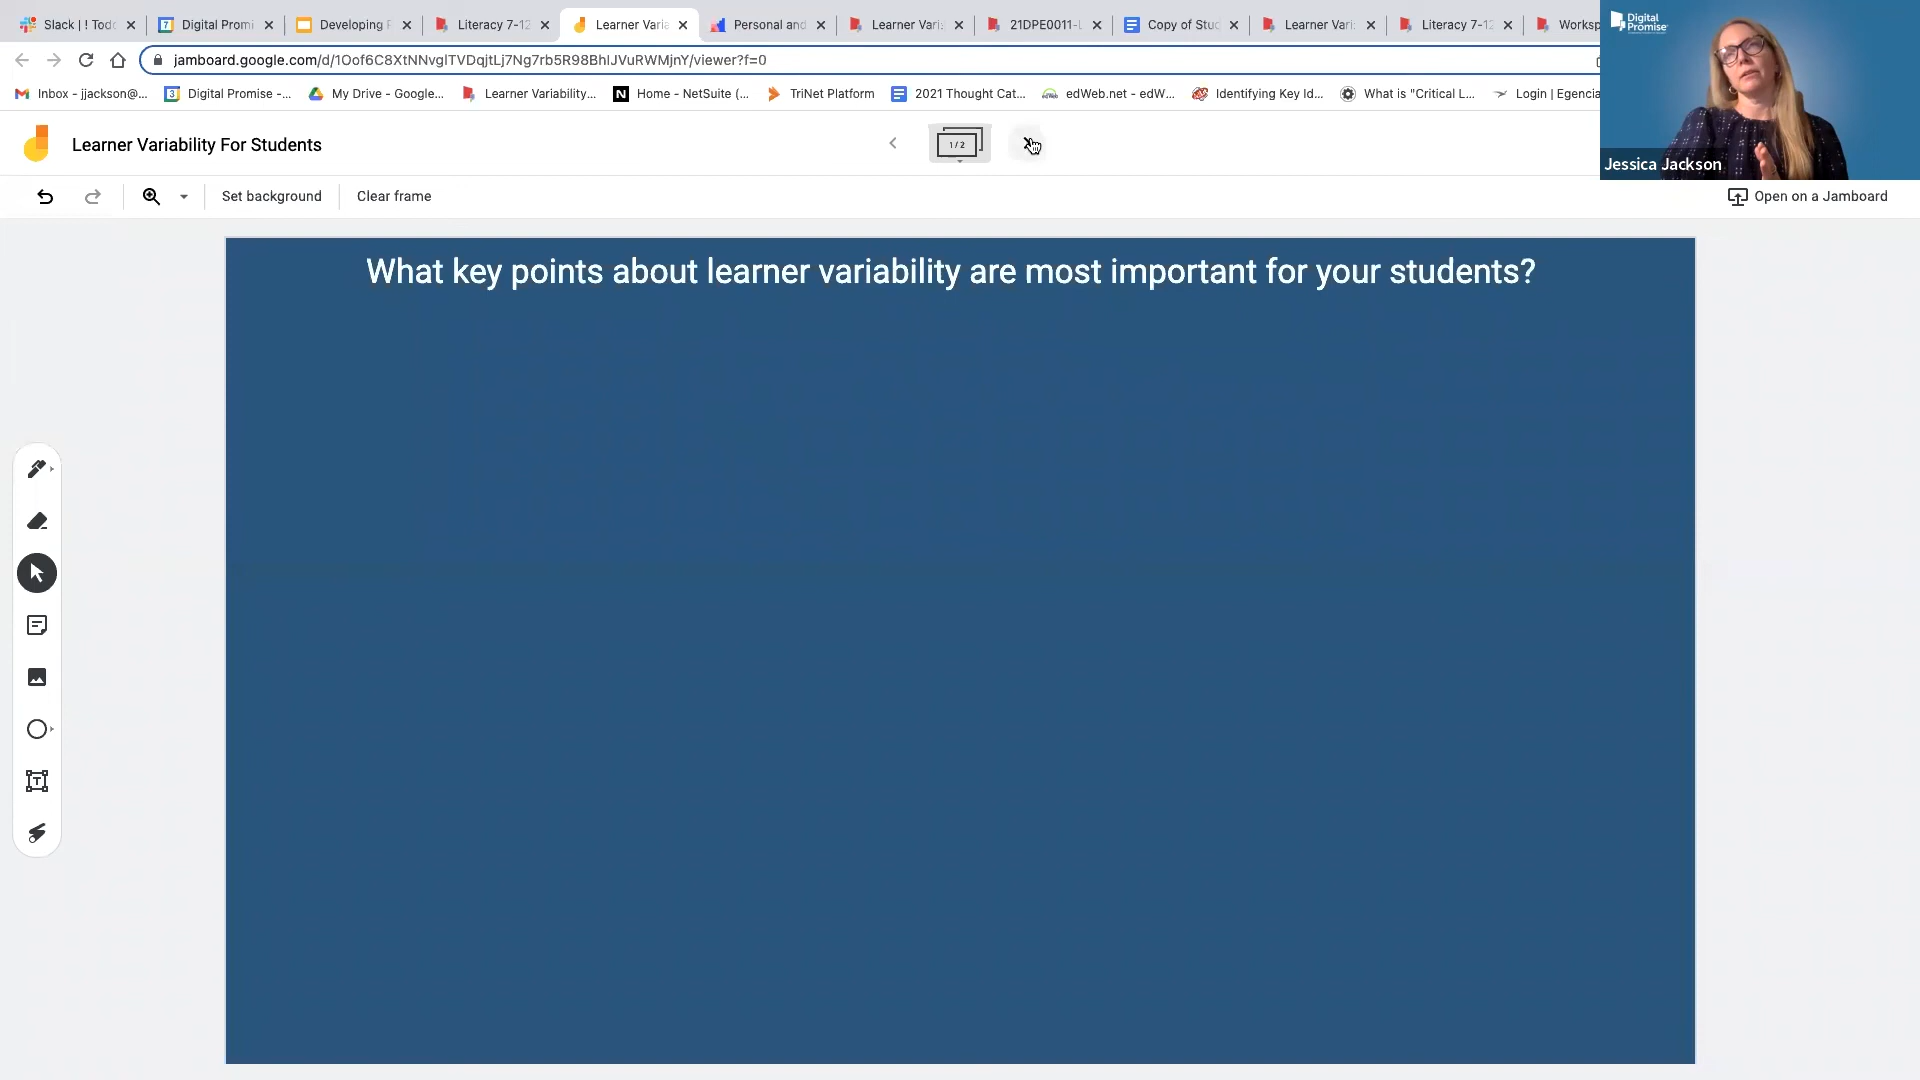 Slack | ! Todo
Digital Promi
Developing P
Literacy 7-12
Learner Varia
Personal and
Learner Varis
21DPE0011-L
Copy of Stud
Learner Varia
Literacy 7-12
Worksp
jamboard.google.com/d/1Oof6C8XtNNvglTVDqjtLj7Ng7rb5R98BhIJVuRWMjnY/viewer?f=0
Inbox - jjackson@...
Digital Promise -...
My Drive - Google...
Learner Variability...
Home - NetSuite (...
TriNet Platform
2021 Thought Cat...
edWeb.net - edW...
Identifying Key Id...
What is "Critical L...
Login | Egencia
Digital
Promise
Jessica Jackson
Learner Variability For Students
1 / 2
Set background
Clear frame
Open on a Jamboard
What key points about learner variability are most important for your students?